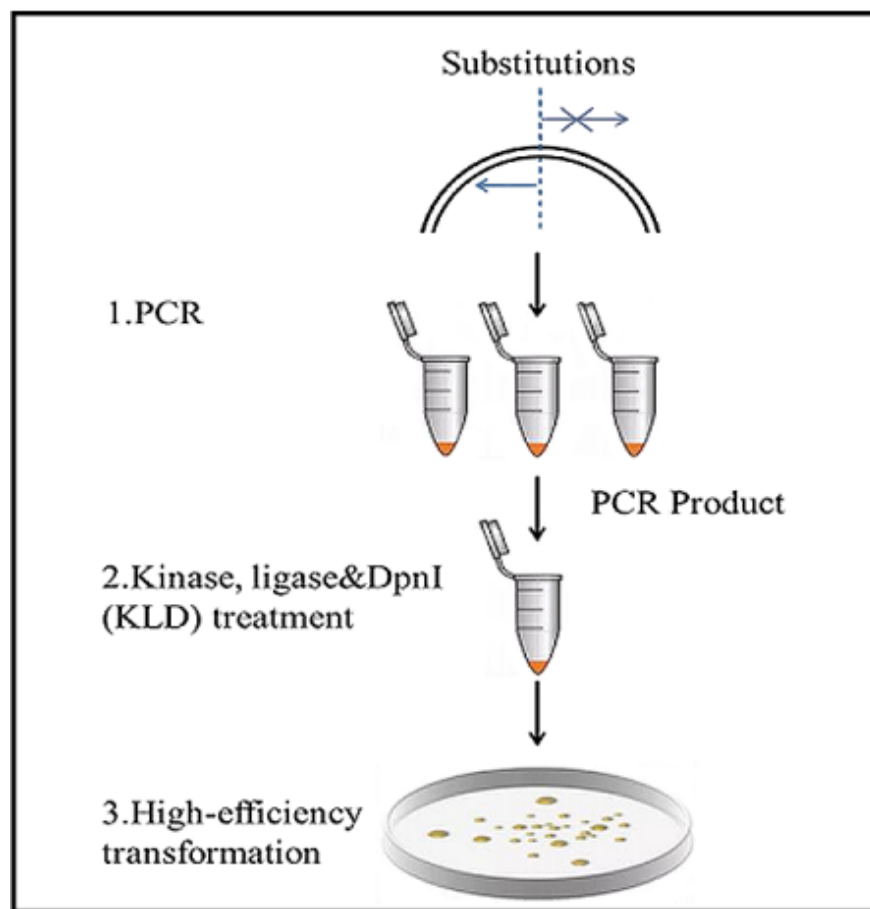 Substitutions
1.PCR
PCR Product
2.Kinase, ligase&DpnI
(KLD) treatment
3.High-efficiency
transformation